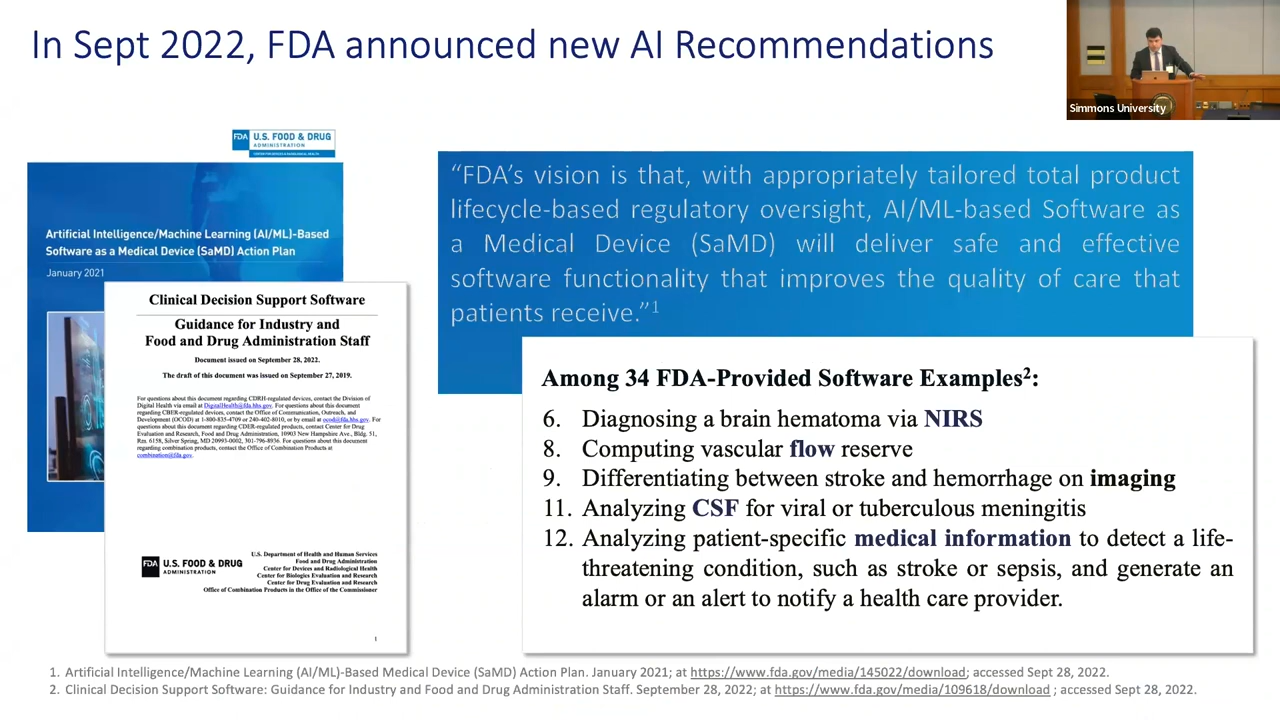 In Sept 2022, FDA announced new AI Recommendations
Simmons University
FDA U.S. FOOD & DRUG
ADMINISTRATION
CENTER FOR DEVICES & RADIOLOGICAL HEALTH
Artificial Intelligence/Machine Learning (AI/ML)-Based
Software as a Medical Device (SaMD) Action Plan
January 2021
Clinical Decision Support Software
Guidance for Industry and
Food and Drug Administration Staff
Document issued on September 28, 2022.
The draft of this document was issued on September 27, 2019.
For questions about this document regarding CDRH-regulated devices, contact the Division of
Digital Health via email at DigitalHealth@fda.hhs.gov. For questions about this document
regarding CBER-regulated devices, contact the Office of Communication, Outreach, and
Development (OCOD) at 1-800-835-4709 or 240-402-8010, or by email at ocod@fda.hhs.gov. For
questions about this document regarding CDER-regulated products, contact Center for Drug
Evaluation and Research, Food and Drug Administration, 10903 New Hampshire Ave., Bldg. 51,
Rm. 6158, Silver Spring, MD 20993-0002, 301-796-8936. For questions about this document
regarding combination products, contact the Office of Combination Products at
combination@fda.gov.
FDA U.S. FOOD & DRUG
ADMINISTRATION
U.S. Department of Health and Human Services
Food and Drug Administration
Center for Devices and Radiological Health
Center for Biologics Evaluation and Research
Center for Drug Evaluation and Research
Office of Combination Products in the Office of the Commissioner
1
“FDA’s vision is that, with appropriately tailored total product
lifecycle-based regulatory oversight, AI/ML-based Software as
a Medical Device (SaMD) will deliver safe and effective
software functionality that improves the quality of care that
patients receive.”1
Among 34 FDA-Provided Software Examples2:
6. Diagnosing a brain hematoma via NIRS
8. Computing vascular flow reserve
9. Differentiating between stroke and hemorrhage on imaging
11. Analyzing CSF for viral or tuberculous meningitis
12. Analyzing patient-specific medical information to detect a life-
threatening condition, such as stroke or sepsis, and generate an
alarm or an alert to notify a health care provider.
1. Artificial Intelligence/Machine Learning (AI/ML)-Based Medical Device (SaMD) Action Plan. January 2021; at https://www.fda.gov/media/145022/download; accessed Sept 28, 2022.
2. Clinical Decision Support Software: Guidance for Industry and Food and Drug Administration Staff. September 28, 2022; at https://www.fda.gov/media/109618/download ; accessed Sept 28, 2022.